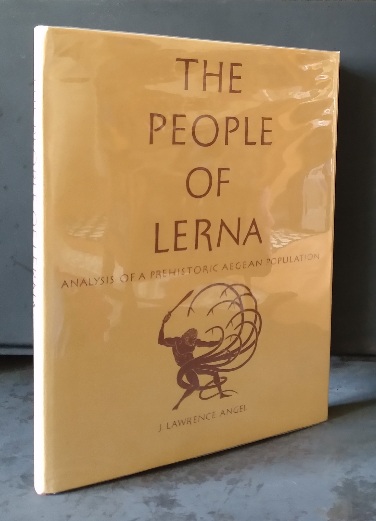 THE
PEOPLE
OF
LERNA
ANALYSIS OF A PREHISTORIC AEGEAN POPULATION
J. LAWRENCE ANGEL